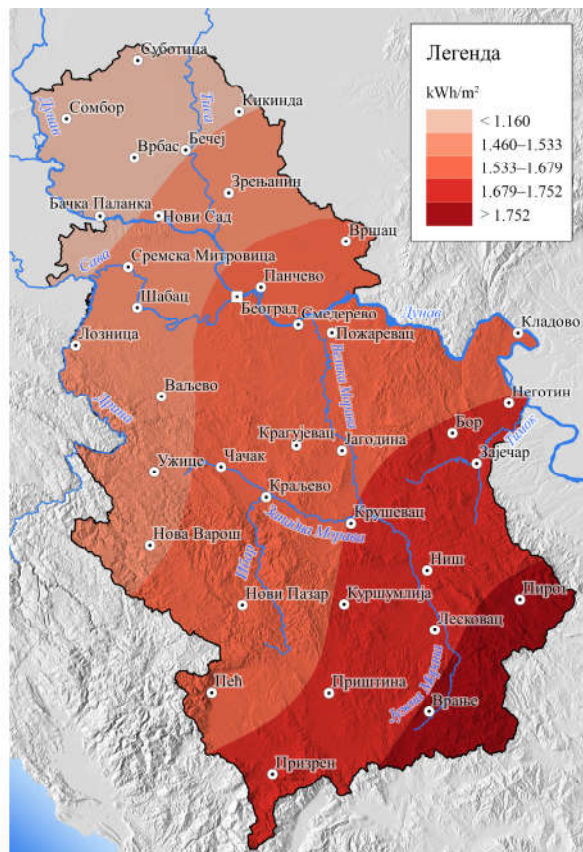 Легенда
kWh/m²
< 1.160
1.460–1.533
1.533–1.679
1.679–1.752
> 1.752
Суботица
Дунав
Сомбор
Тиса
Кикинда
Врбас
Бечеј
Зрењанин
Бачка Паланка
Нови Сад
Вршац
Сава
Сремска Митровица
Панчево
Шабац
Београд
Смедерево
Дунав
Пожаревац
Кладово
Лозница
Велика Морава
Неготин
Ваљево
Дрина
Бор
Тимок
Крагујевац
Јагодина
Зајечар
Ужице
Чачак
Краљево
Западна Морава
Крушевац
Нова Варош
Ибар
Ниш
Пирот
Нови Пазар
Куршумлија
Лесковац
Пећ
Приштина
Јужна Морава
Врање
Призрен